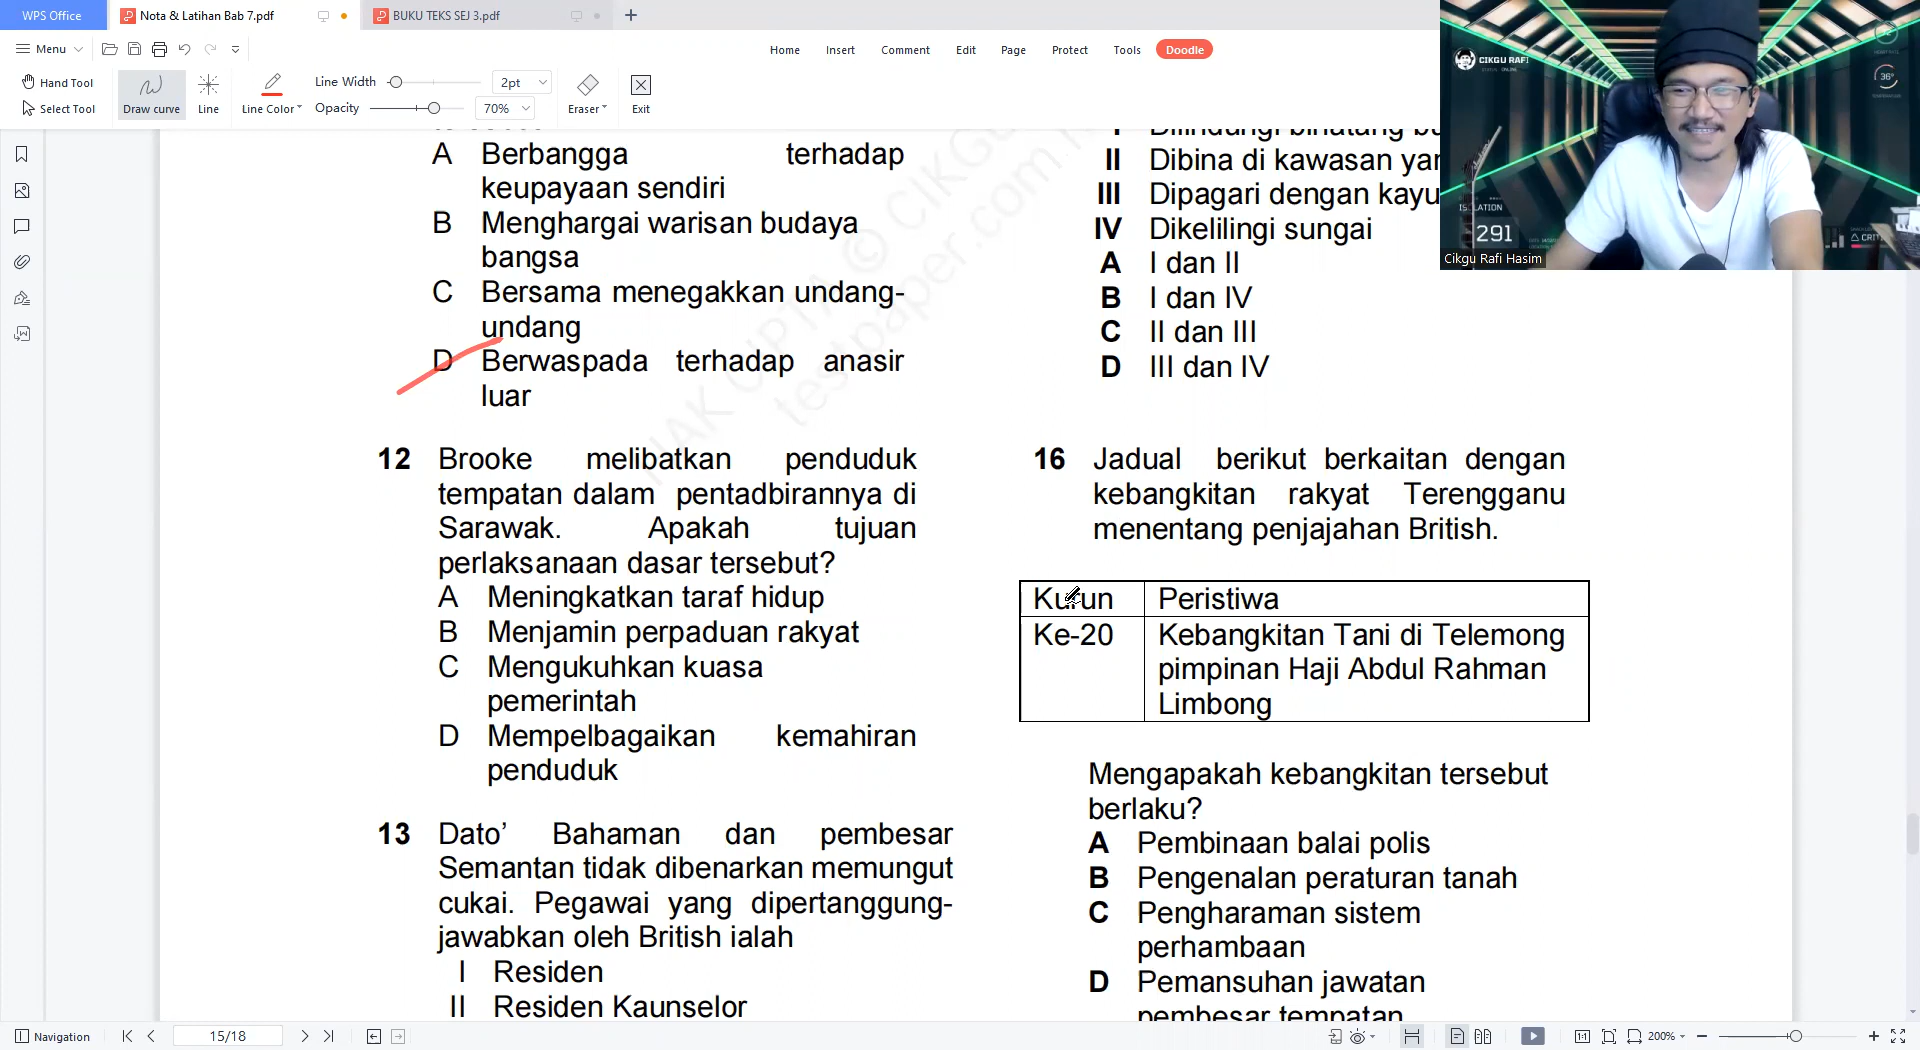 WPS Office
Nota & Latihan Bab 7.pdf
BUKU TEKS SEJ 3.pdf
Menu
Home
Insert
Comment
Edit
Page
Protect
Tools
Doodle
Hand Tool
Select Tool
Draw curve
Line
Line Color
Line Width
2pt
Opacity
70%
Eraser
Exit
CIKGU RAFI
36°
291
Cikgu Rafi Hasim
A Berbangga terhadap
keupayaan sendiri
B Menghargai warisan budaya
bangsa
C Bersama menegakkan undang-
undang
D Berwaspada terhadap anasir
luar
12 Brooke melibatkan penduduk
tempatan dalam pentadbirannya di
Sarawak. Apakah tujuan
perlaksanaan dasar tersebut?
A Meningkatkan taraf hidup
B Menjamin perpaduan rakyat
C Mengukuhkan kuasa
pemerintah
D Mempelbagaikan kemahiran
penduduk
13 Dato’ Bahaman dan pembesar
Semantan tidak dibenarkan memungut
cukai. Pegawai yang dipertanggung-
jawabkan oleh British ialah
I Residen
II Residen Kaunselor
I Dilindungi binatang
II Dibina di kawasan
III Dipagari dengan kayu
IV Dikelilingi sungai
A I dan II
B I dan IV
C II dan III
D III dan IV
16 Jadual berikut berkaitan dengan
kebangkitan rakyat Terengganu
menentang penjajahan British.
Kurun Peristiwa
Ke-20 Kebangkitan Tani di Telemong
pimpinan Haji Abdul Rahman
Limbong
Mengapakah kebangkitan tersebut
berlaku?
A Pembinaan balai polis
B Pengenalan peraturan tanah
C Pengharaman sistem
perhambaan
D Pemansuhan jawatan
pembesar tempatan
Navigation
15/18
200%